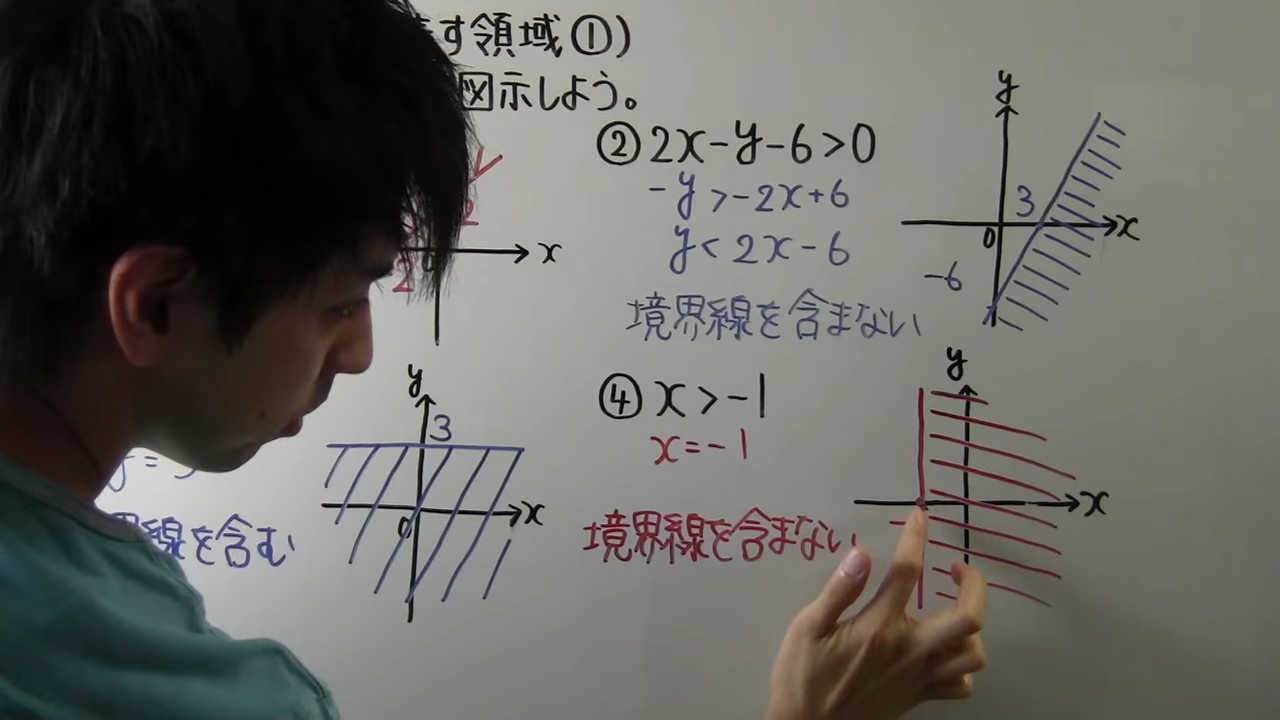 す領域①)
図示しよう。
② 2x-y-6>0
-y>-2x+6
y<2x-6
境界線を含まない
y
x
0
3
-6
x
2
2
y
3
x
0
線を含む
④ x>-1
x=-1
境界線を含まない
y
x